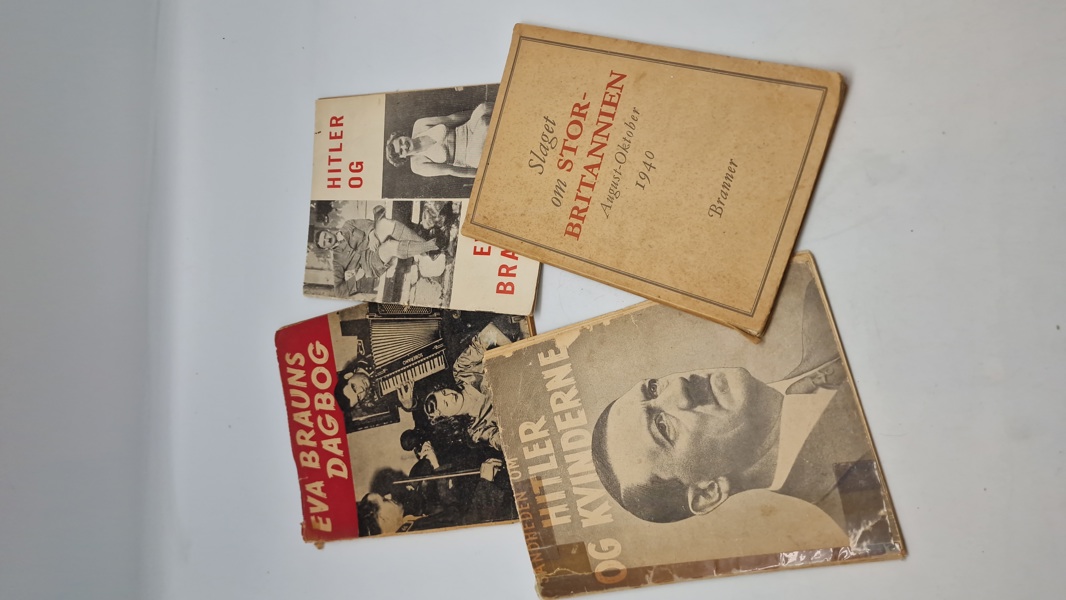 HITLER
OG
BRA
Slaget
om STOR-
BRITANNIEN
August-Oktober
1940
Branner
EVA BRAUNS
DAGBOG
HITLER
OG KVINDERNE